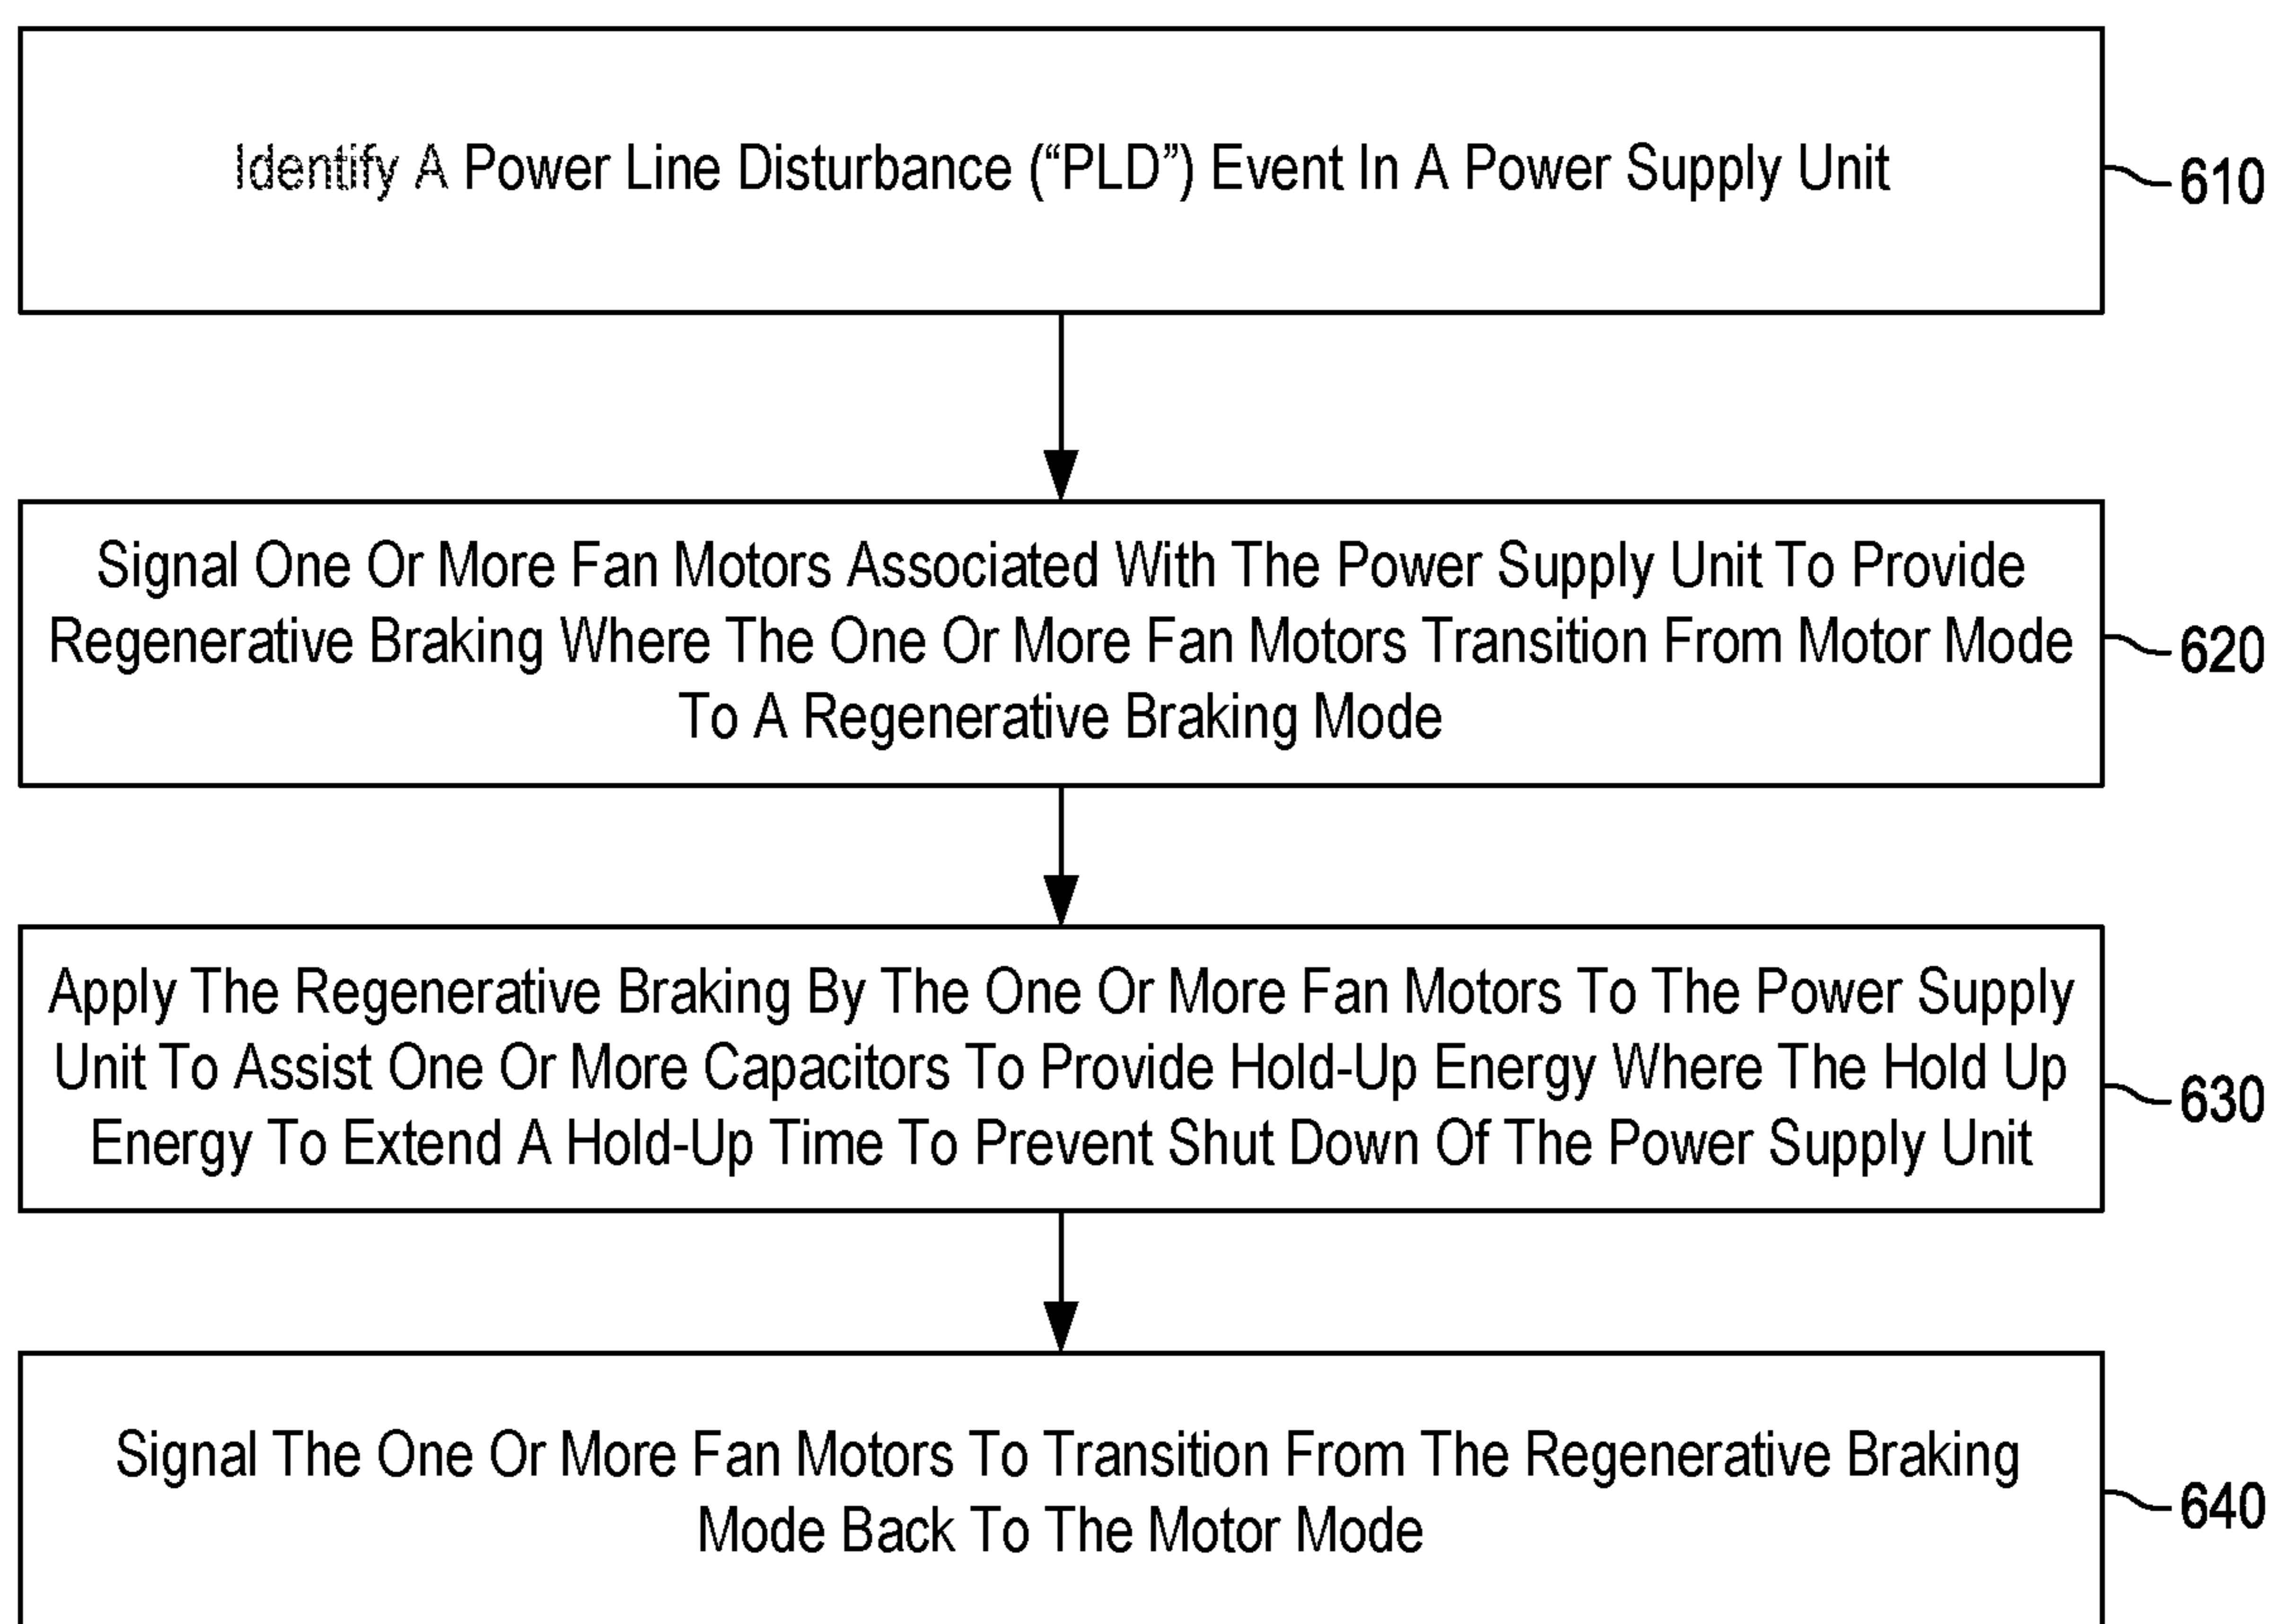 Identify A Power Line Disturbance (“PLD”) Event In A Power Supply Unit
610
Signal One Or More Fan Motors Associated With The Power Supply Unit To Provide
Regenerative Braking Where The One Or More Fan Motors Transition From Motor Mode
To A Regenerative Braking Mode
620
Apply The Regenerative Braking By The One Or More Fan Motors To The Power Supply
Unit To Assist One Or More Capacitors To Provide Hold-Up Energy Where The Hold Up
Energy To Extend A Hold-Up Time To Prevent Shut Down Of The Power Supply Unit
630
Signal The One Or More Fan Motors To Transition From The Regenerative Braking
Mode Back To The Motor Mode
640